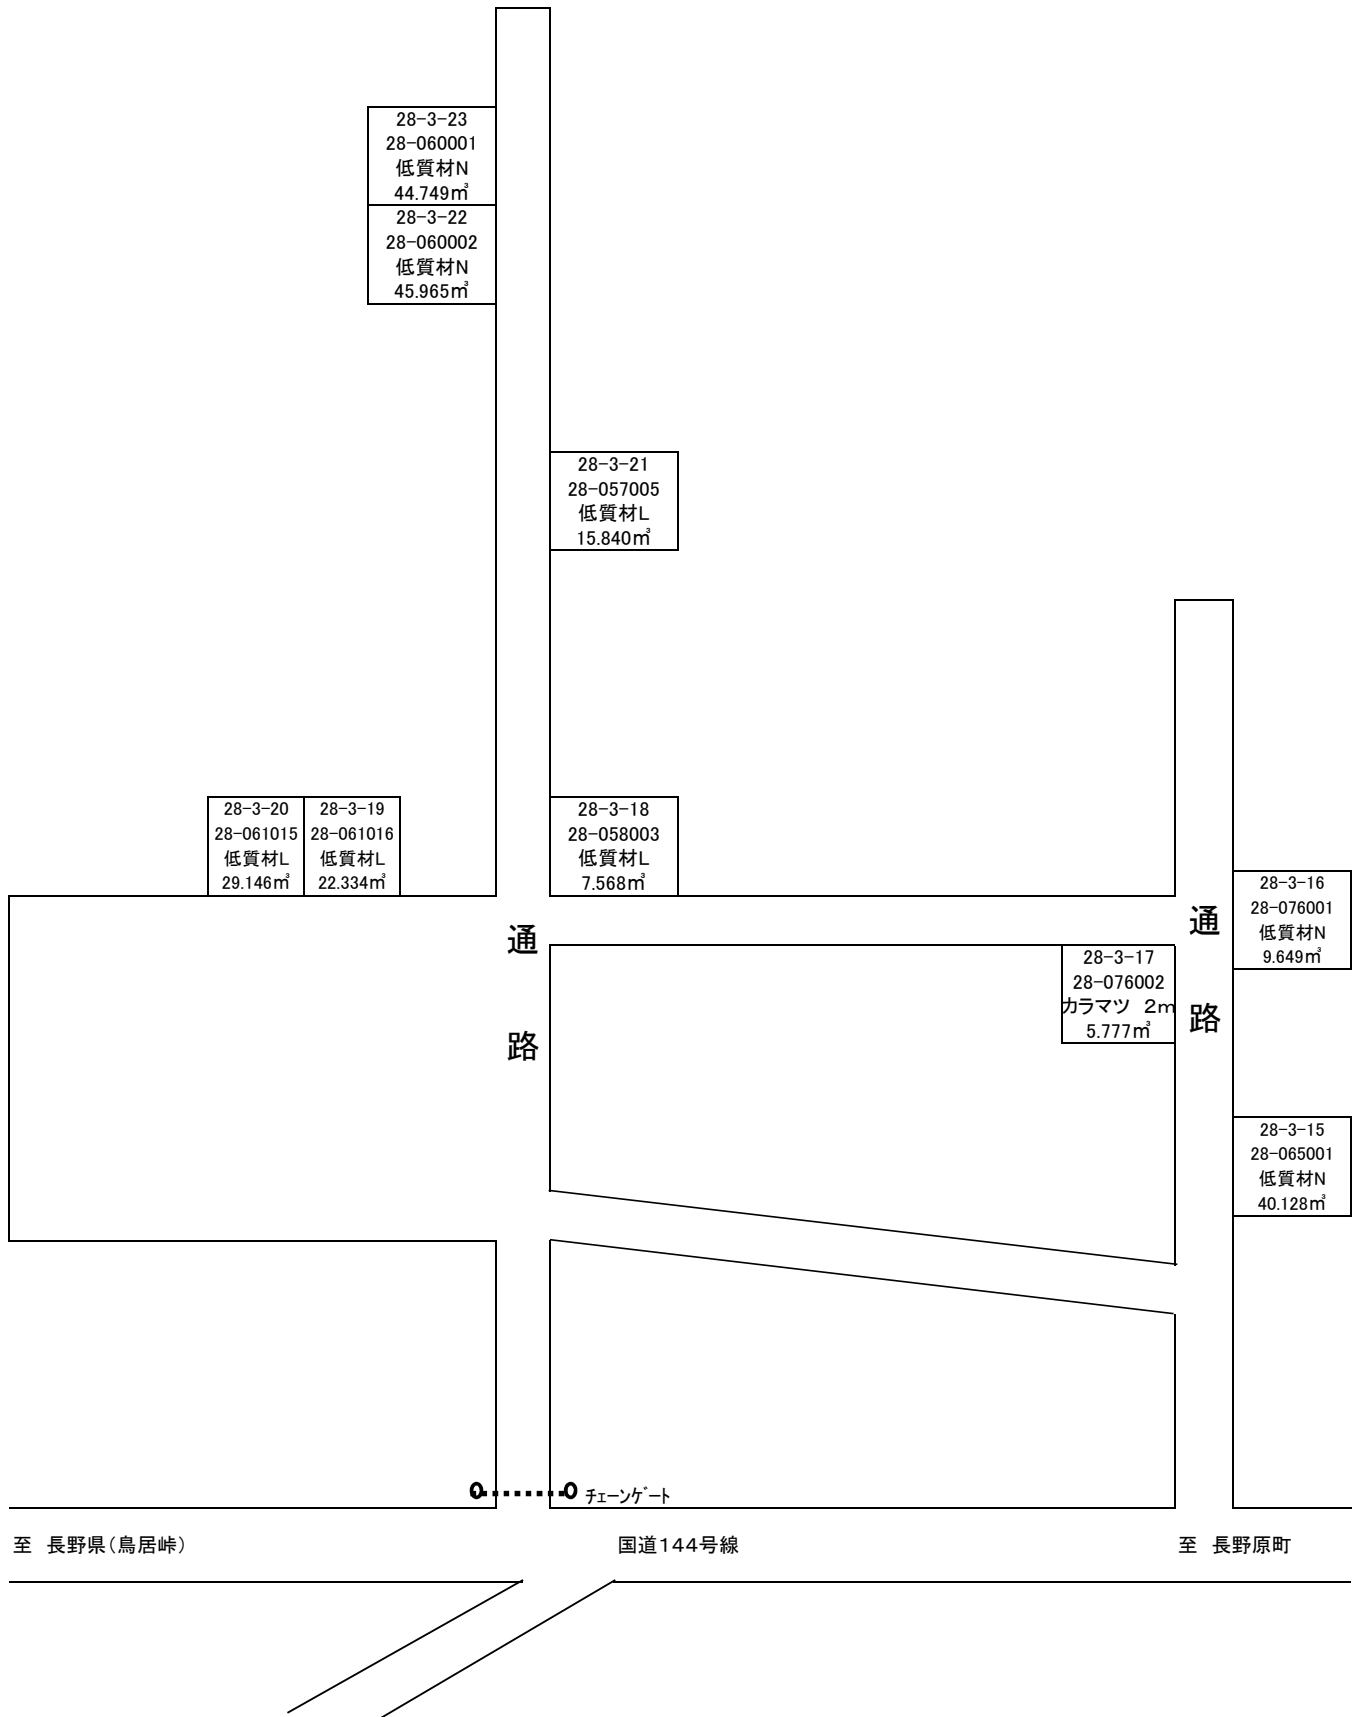 28-3-23
28-060001
低質材N
44.749㎥
28-3-22
28-060002
低質材N
45.965㎥
28-3-21
28-057005
低質材L
15.840㎥
28-3-20
28-061015
低質材L
29.146㎥
28-3-19
28-061016
低質材L
22.334㎥
28-3-18
28-058003
低質材L
7.568㎥
28-3-16
28-076001
低質材N
9.649㎥
通路
通路
28-3-17
28-076002
カラマツ 2m
5.777㎥
28-3-15
28-065001
低質材N
40.128㎥
チェーンゲート
至 長野県(鳥居峠)
国道144号線
至 長野原町